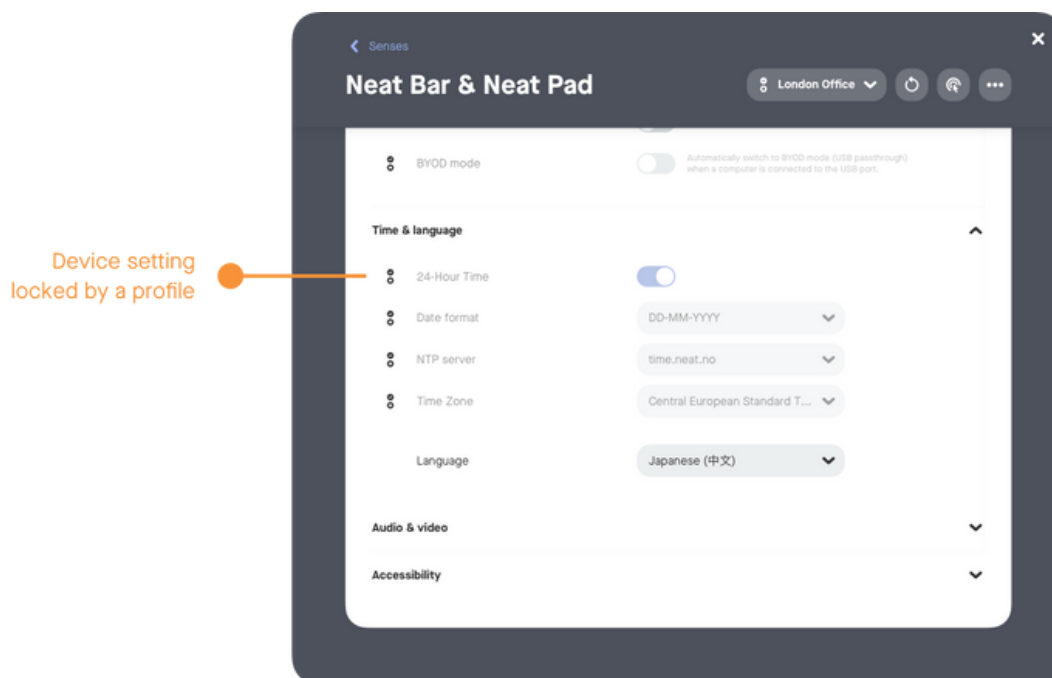 Senses
Neat Bar & Neat Pad
London Office
BYOD mode
Automatically switch to BYOD mode (USB passthrough)
when a computer is connected to the USB port.
Time & language
Device setting
locked by a profile
24-Hour Time
Date format
DD-MM-YYYY
NTP server
time.neat.no
Time Zone
Central European Standard T...
Language
Japanese (中文)
Audio & video
Accessibility